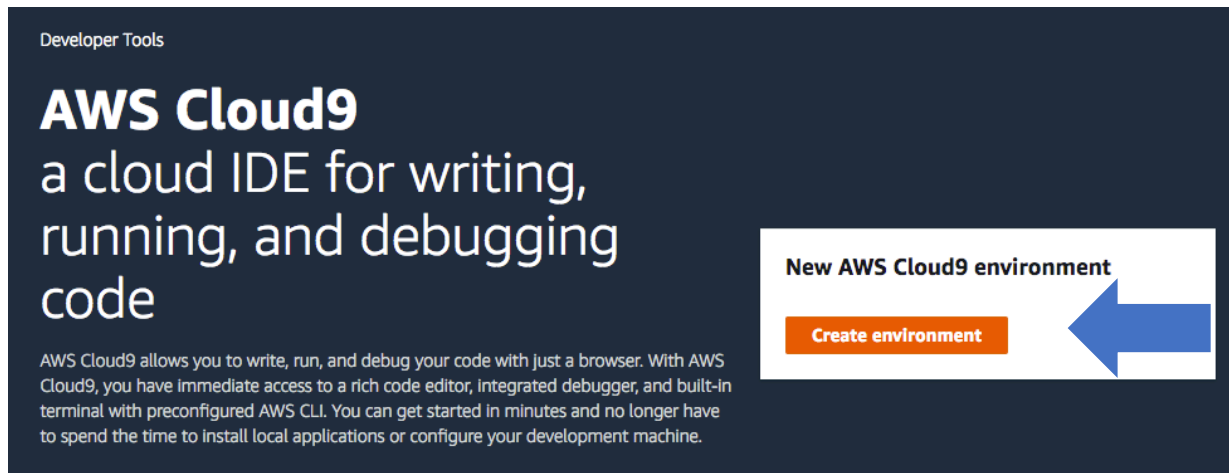 Developer Tools
AWS Cloud9
a cloud IDE for writing,
running, and debugging
code
AWS Cloud9 allows you to write, run, and debug your code with just a browser. With AWS
Cloud9, you have immediate access to a rich code editor, integrated debugger, and built-in
terminal with preconfigured AWS CLI. You can get started in minutes and no longer have
to spend the time to install local applications or configure your development machine.
New AWS Cloud9 environment
Create environment